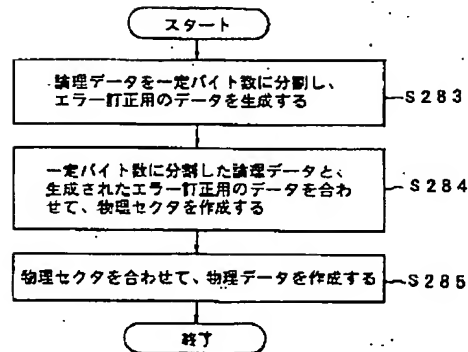 スタート
論理データを一定バイト数に分割し、
エラー訂正用のデータを生成する
S283
一定バイト数に分割した論理データと、
生成されたエラー訂正用のデータを合わ
せて、物理セクタを作成する
S284
物理セクタを合わせて、物理データを作成する
S285
終了